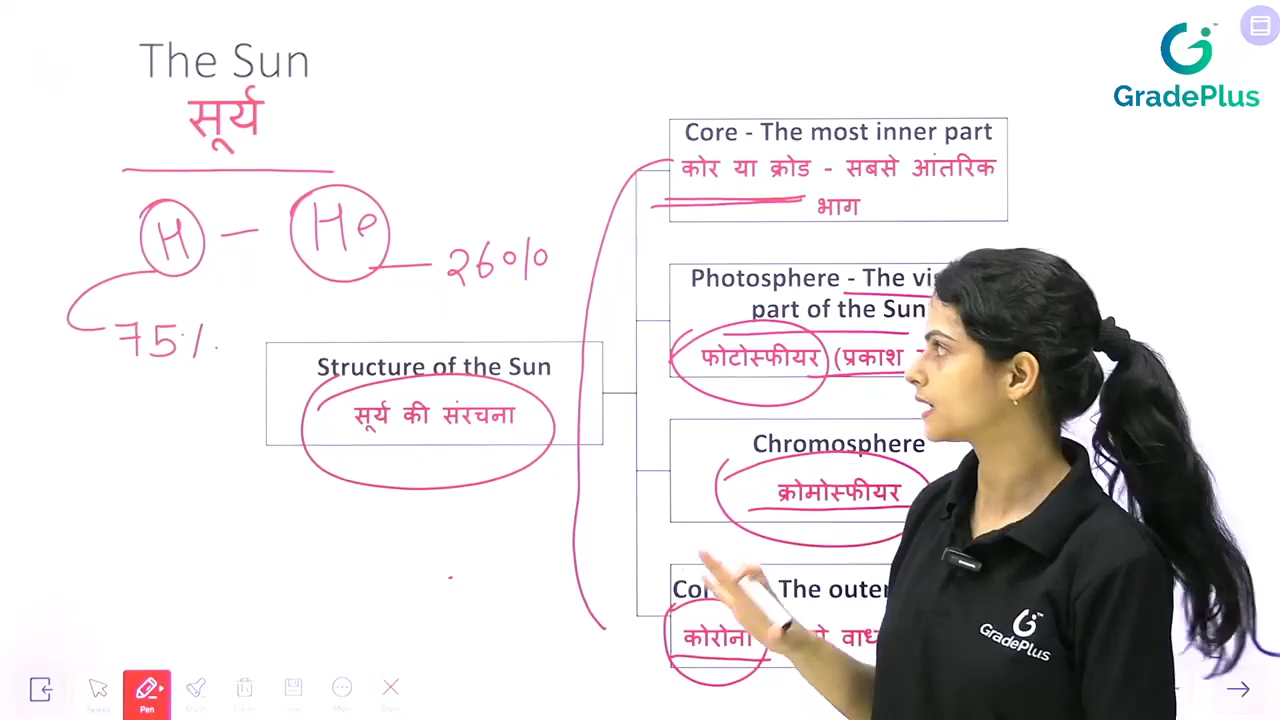 The Sun
सूर्य
H – He
26%
75%
Structure of the Sun
सूर्य की संरचना
Core - The most inner part
कोर या क्रोड - सबसे आंतरिक
भाग
Photosphere - The
part of the Sun
फोटोस्फीयर (प्रकाश
Chromosphere
क्रोमोस्फीयर
The outer
कोरोना
GradePlus
GradePlus
Select
Pen